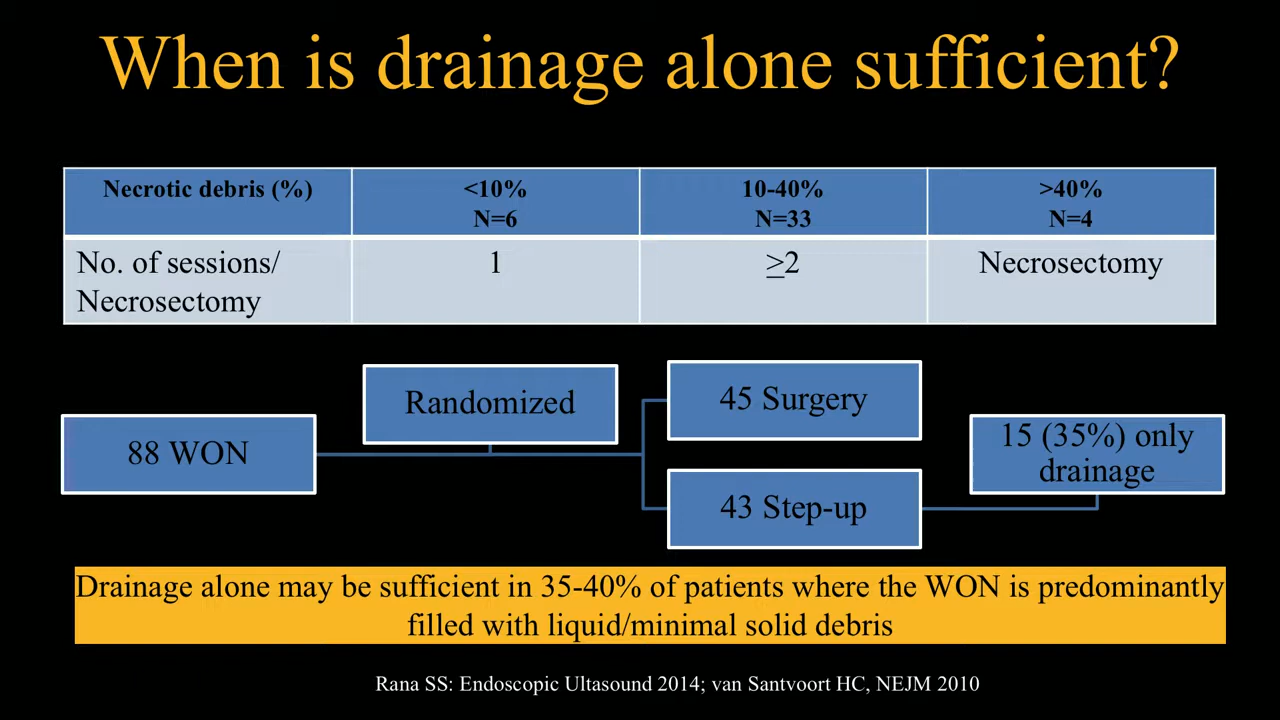 When is drainage alone sufficient?
Necrotic debris (%)
<10%
N=6
10-40%
N=33
>40%
N=4
No. of sessions/
Necrosectomy
1
>2
Necrosectomy
88 WON
Randomized
45 Surgery
43 Step-up
15 (35%) only
drainage
Drainage alone may be sufficient in 35-40% of patients where the WON is predominantly
filled with liquid/minimal solid debris
Rana SS: Endoscopic Ultasound 2014; van Santvoort HC, NEJM 2010